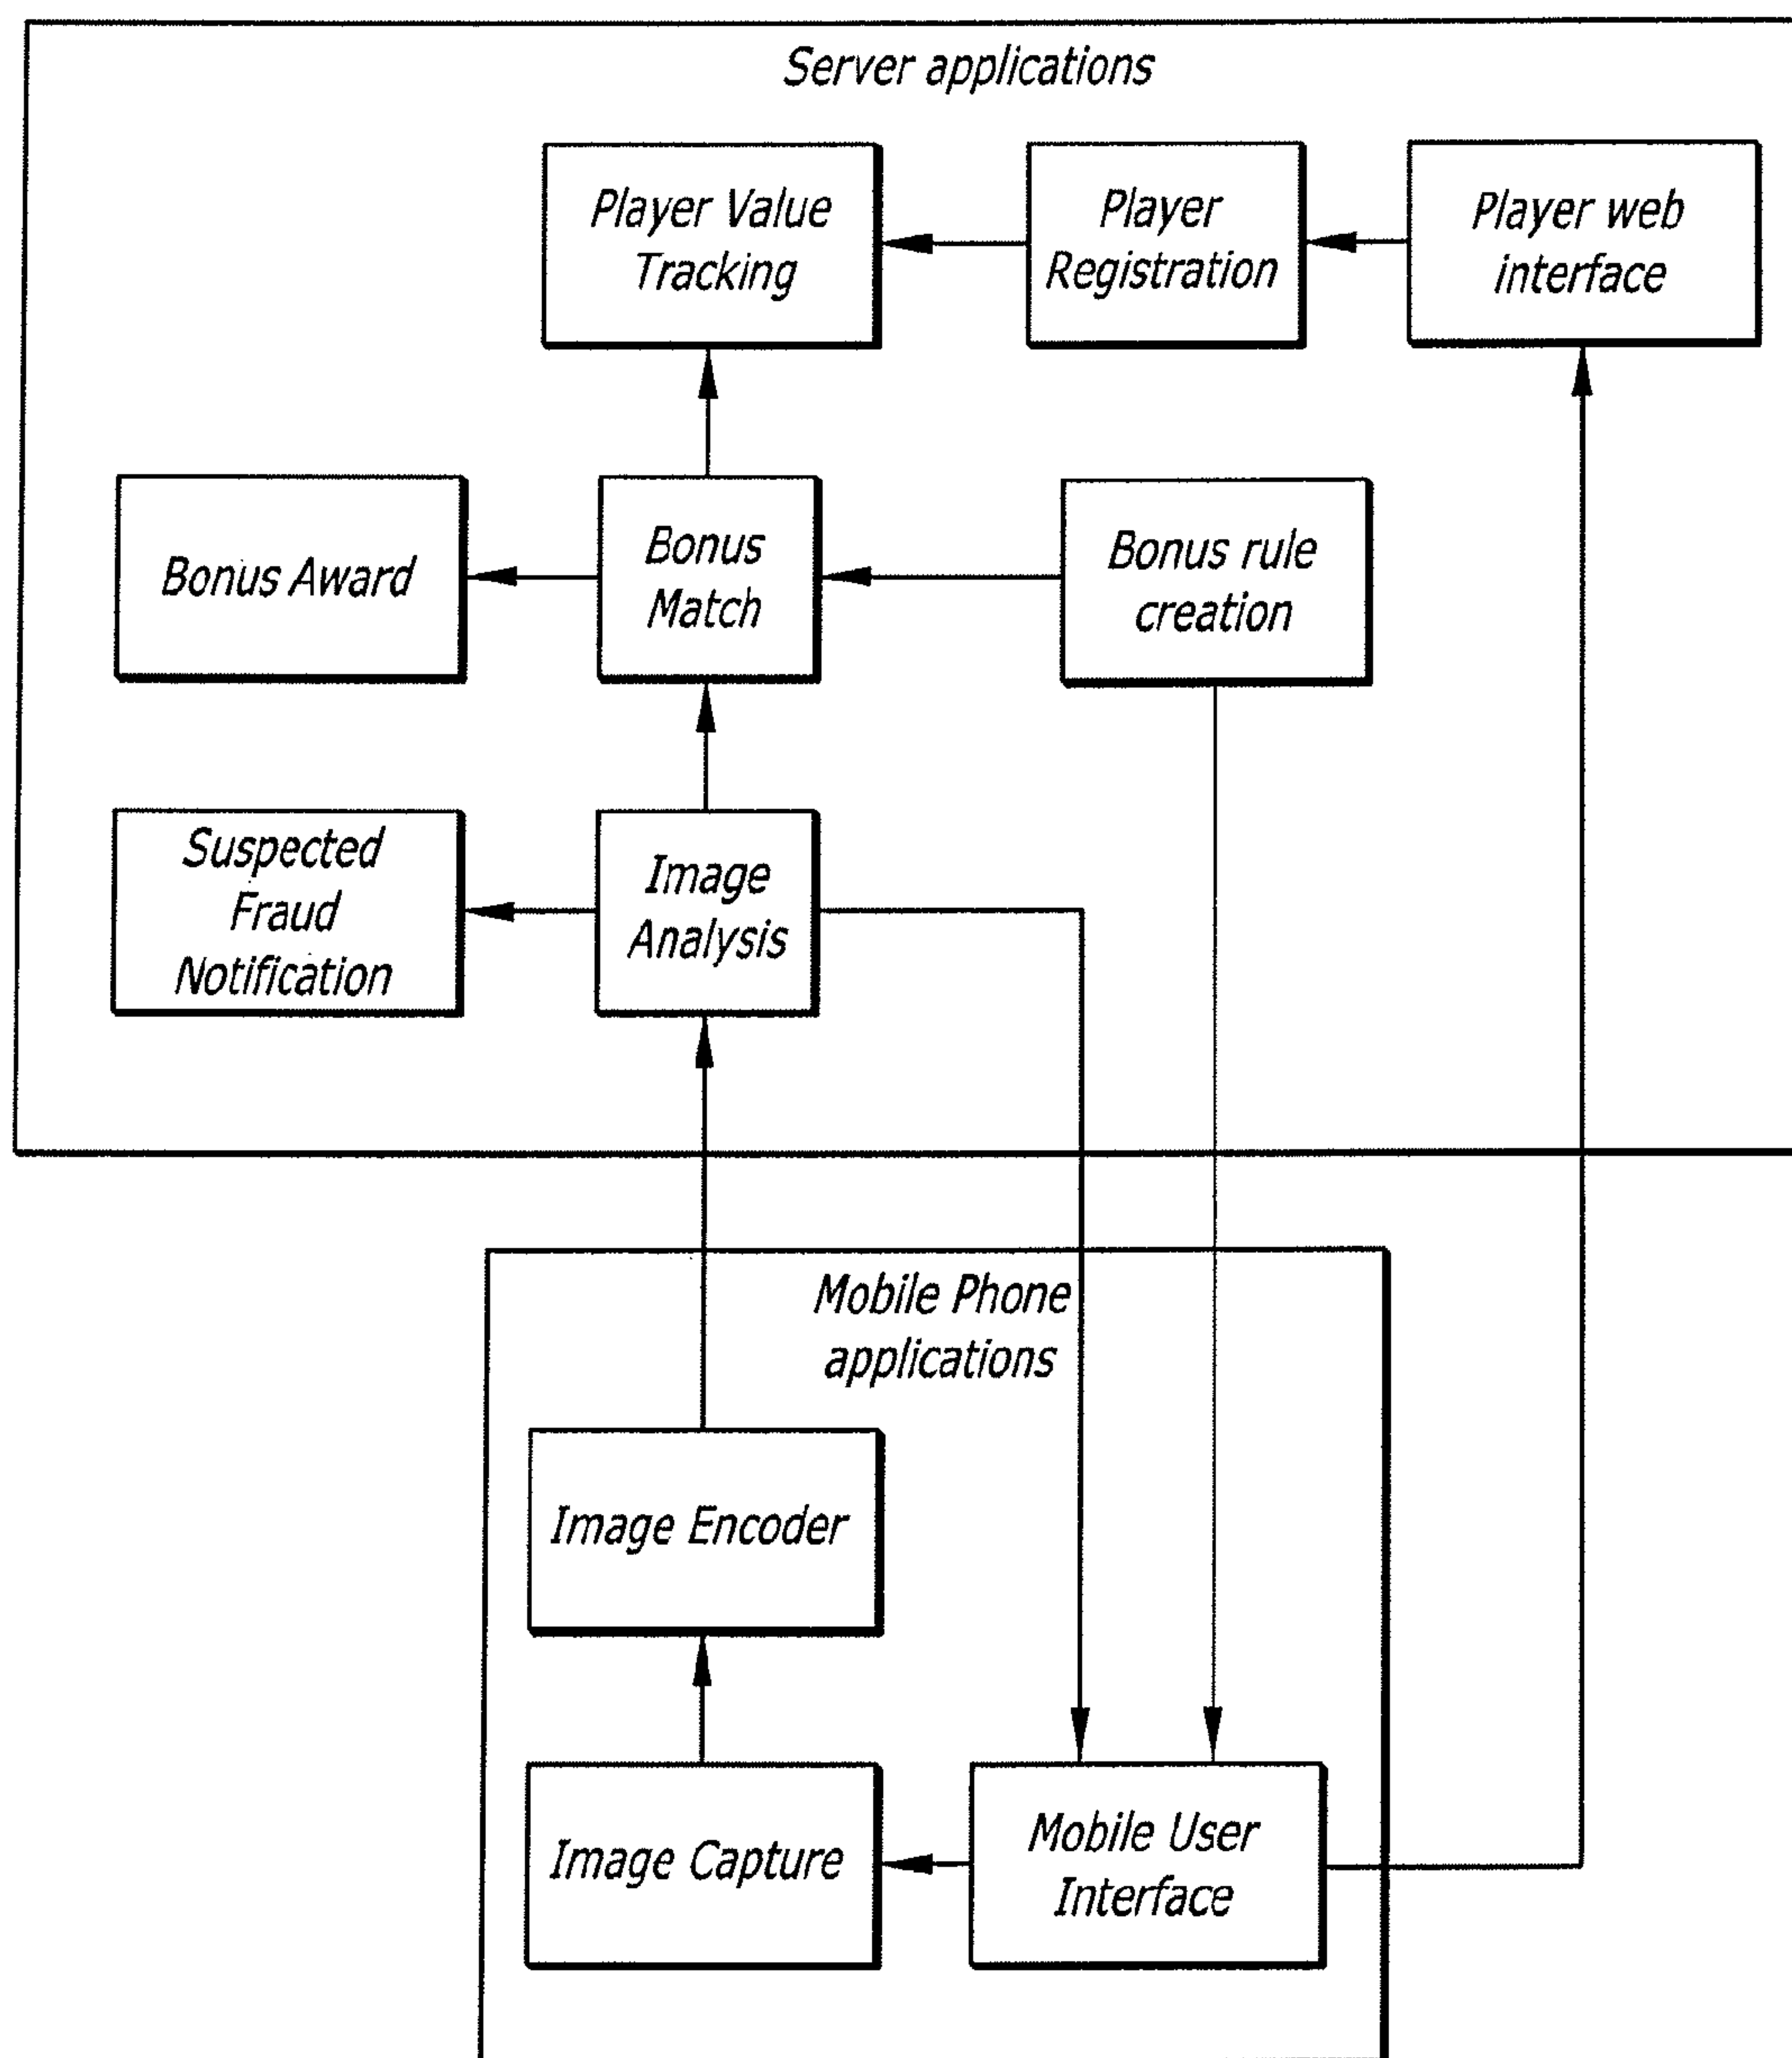 Server applications
Player Value
Tracking
Player
Registration
Player web
interface
Bonus Award
Bonus
Match
Bonus rule
creation
Suspected
Fraud
Notification
Image
Analysis
Mobile Phone
applications
Image Encoder
Image Capture
Mobile User
Interface